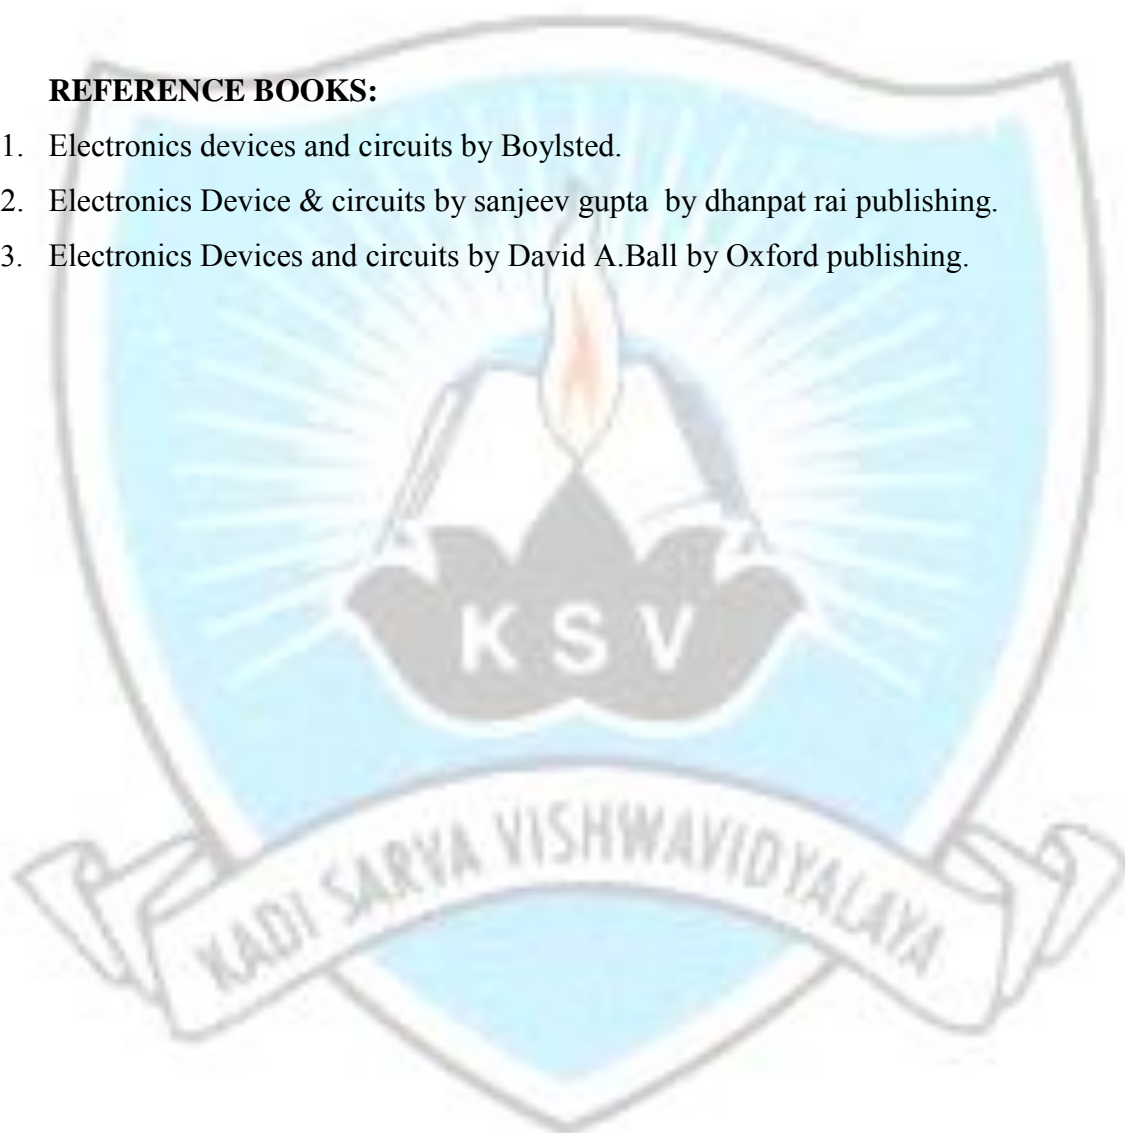 REFERENCE BOOKS:
1. Electronics devices and circuits by Boylsted.
2. Electronics Device & circuits by sanjeev gupta  by dhanpat rai publishing.
3. Electronics Devices and circuits by David A.Ball by Oxford publishing.
K S V
KADI SARVA VISHWAVIDYALAYA